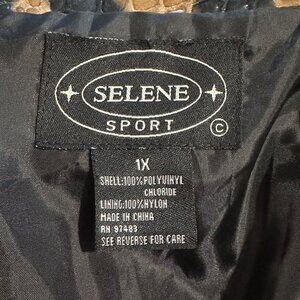 SELENE
SPORT
©
1X
SHELL:100%POLYVINYL
CHLORIDE
LINING:100%NYLON
MADE IN CHINA
RN 97483
SEE REVERSE FOR CARE